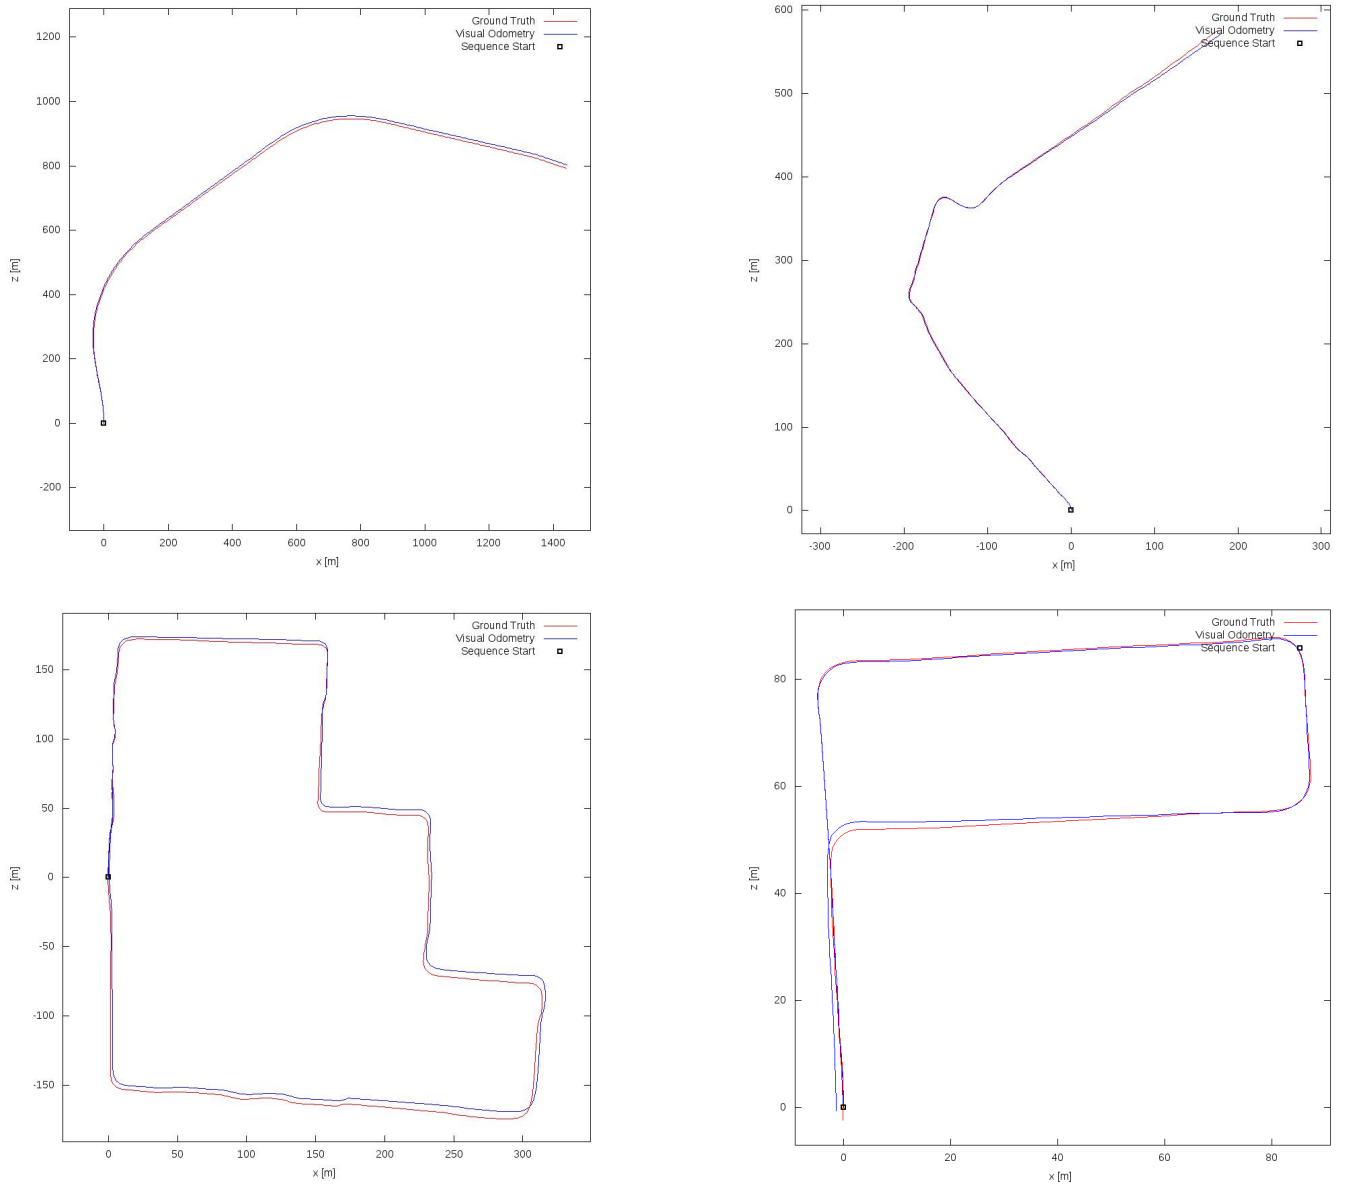 Ground Truth
Visual Odometry
Sequence Start
1200
1000
800
600
400
200
0
-200
z [m]
0 200 400 600 800 1000 1200 1400
x [m]
Ground Truth
Visual Odometry
Sequence Start
600
500
400
300
200
100
0
z [m]
-300 -200 -100 0 100 200 300
x [m]
Ground Truth
Visual Odometry
Sequence Start
150
100
50
0
-50
-100
-150
z [m]
0 50 100 150 200 250 300
x [m]
Ground Truth
Visual Odometry
Sequence Start
80
60
40
20
0
z [m]
0 20 40 60 80
x [m]